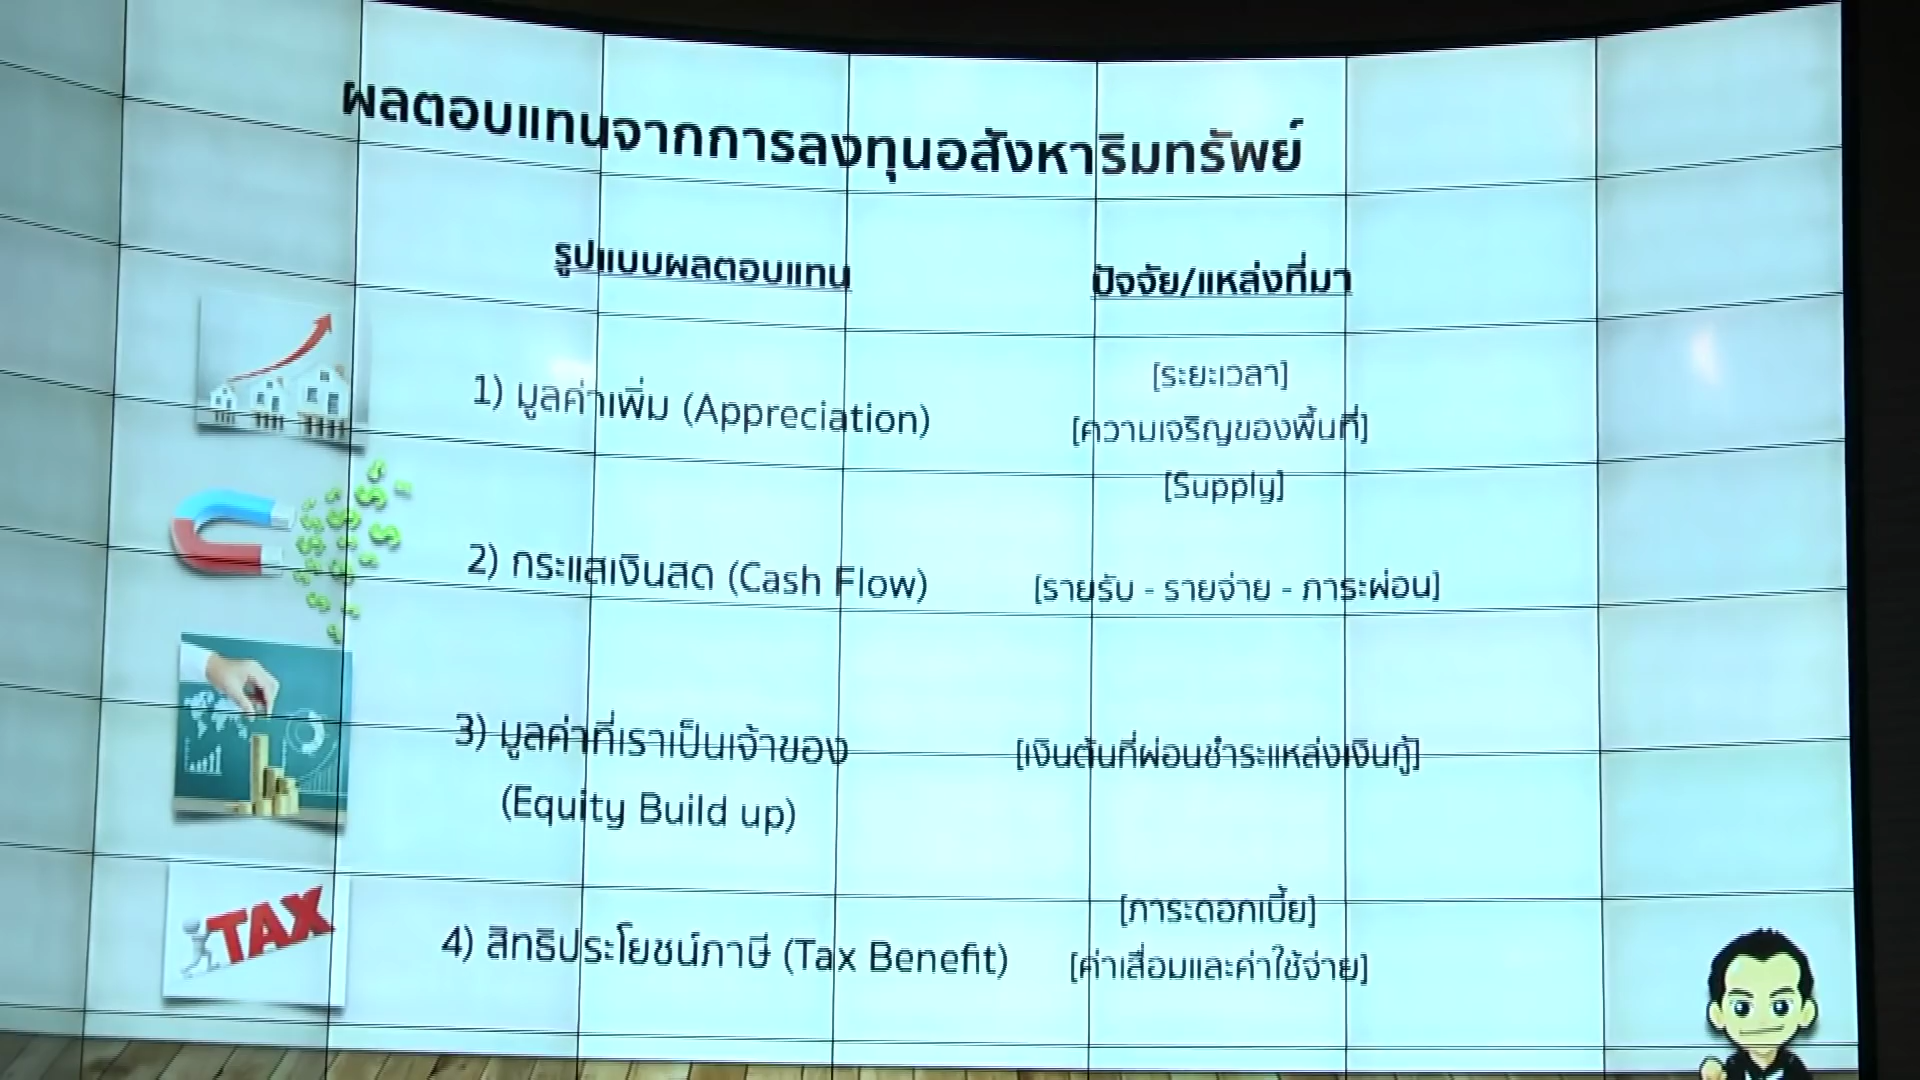 ผลตอบแทนจากการลงทุนอสังหาริมทรัพย์
รูปแบบผลตอบแทน
ปัจจัย/แหล่งที่มา
1) มูลค่าเพิ่ม (Appreciation)
[ระยะเวลา]
[ความเจริญของพื้นที่]
[Supply]
2) กระแสเงินสด (Cash Flow)
[รายรับ - รายจ่าย - ภาระผ่อน]
3) มูลค่าที่เราเป็นเจ้าของ
(Equity Build up)
[เงินต้นที่ผ่อนชำระแหล่งเงินกู้]
TAX
4) สิทธิประโยชน์ภาษี (Tax Benefit)
[ภาระดอกเบี้ย]
[ค่าเสื่อมและค่าใช้จ่าย]